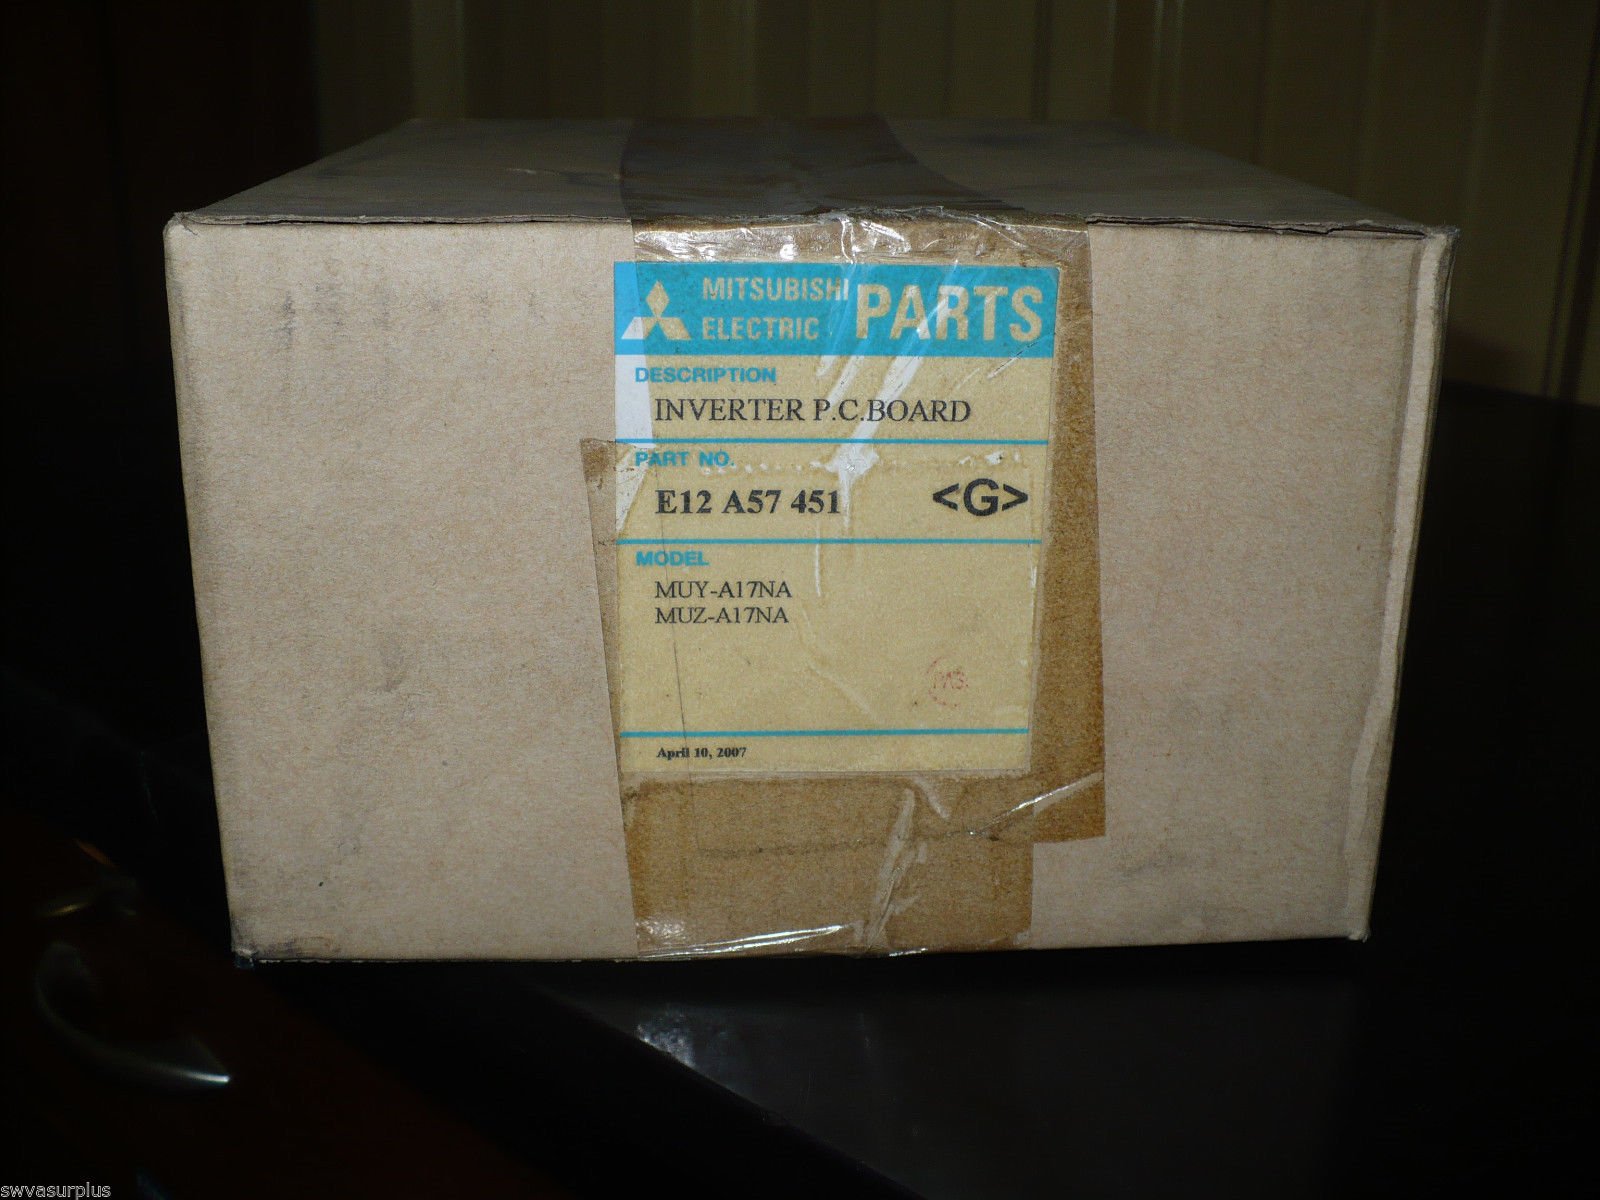 MITSUBISHI
ELECTRIC
PARTS
DESCRIPTION
INVERTER P.C.BOARD
PART NO.
E12 A57 451 <G>
MODEL
MUY-A17NA
MUZ-A17NA
April 10, 2007
swvasurplus